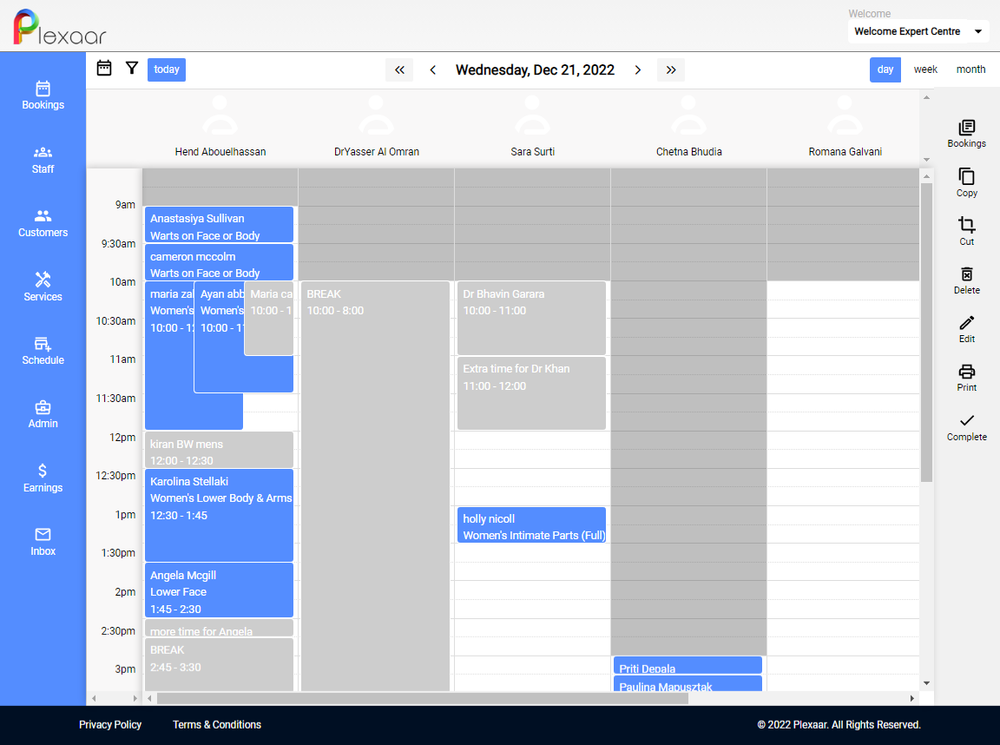 Plexaar
Welcome
Welcome Expert Centre
today
Wednesday, Dec 21, 2022
day
week
month
Bookings
Staff
Customers
Services
Schedule
Admin
Earnings
Inbox
Hend Abouelhassan
DrYasser Al Omran
Sara Surti
Chetna Bhudia
Romana Galvani
9am
9:30am
10am
10:30am
11am
11:30am
12pm
12:30pm
1pm
1:30pm
2pm
2:30pm
3pm
Anastasiya Sullivan
Warts on Face or Body
cameron mccolm
Warts on Face or Body
maria zal
Women's
10:00 - 12
Ayan abb
Women's
10:00 - 1
Maria ca
10:00 - 1
kiran BW mens
12:00 - 12:30
Karolina Stellaki
Women's Lower Body & Arms
12:30 - 1:45
Angela Mcgill
Lower Face
1:45 - 2:30
more time for Angela
BREAK
2:45 - 3:30
BREAK
10:00 - 8:00
Dr Bhavin Garara
10:00 - 11:00
Extra time for Dr Khan
11:00 - 12:00
holly nicoll
Women's Intimate Parts (Full)
Priti Depala
Paulina Mapusztak
Bookings
Copy
Cut
Delete
Edit
Print
Complete
Privacy Policy
Terms & Conditions
© 2022 Plexaar. All Rights Reserved.